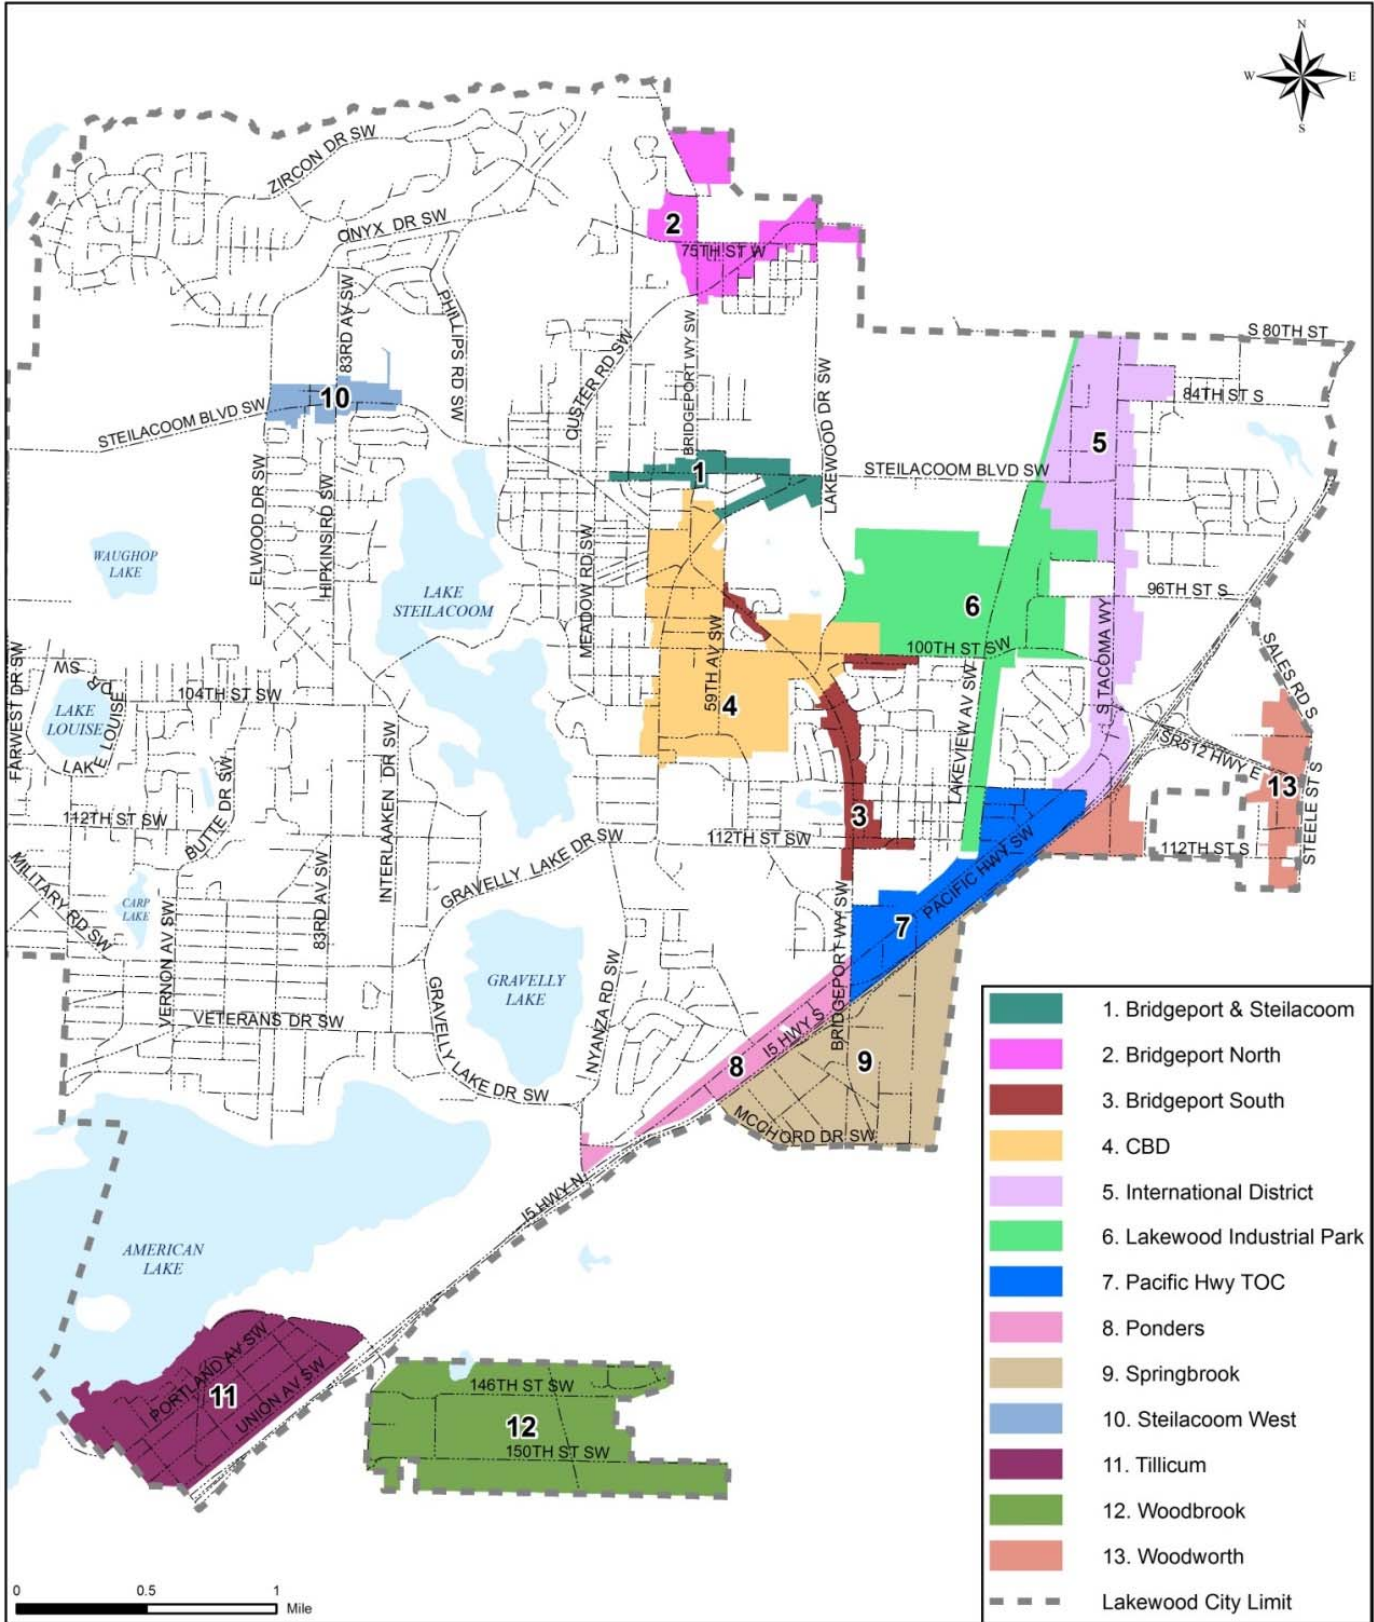 N
W E
S
ZIRCON DR SW
ONYX DR SW
2
75TH ST W
83RD AV SW
PHILLIPS RD SW
CUSTER RD SW
BRIDGEPORT WY SW
LAKEWOOD DR SW
S 80TH ST
84TH ST S
10
STEILACOOM BLVD SW
5
1
STEILACOOM BLVD SW
ELWOOD DR SW
HIPKINS RD SW
MEADOW RD SW
WAUGHOP
LAKE
LAKE
STEILACOOM
6
96TH ST S
100TH ST SW
59TH AV SW
4
S TACOMA WY
SALES RD S
FARWEST DR SW
DR SW
LAKE
LOUISE
LAKE LOUISE
104TH ST SW
INTERLAAKEN DR SW
LAKEVIEW AV SW
SR512 HWY E
13
STEELE ST S
3
112TH ST SW
BUTTE DR SW
112TH ST SW
112TH ST S
MILITARY RD SW
CARP
LAKE
VERNON AV SW
83RD AV SW
GRAVELLY LAKE DR SW
PACIFIC HWY SW
7
BRIDGEPORT WY SW
GRAVELLY
LAKE
NYANZA RD SW
VETERANS DR SW
GRAVELLY LAKE DR SW
I5 HWY S
8
9
MCCHORD DR SW
I5 HWY N
AMERICAN
LAKE
PORTLAND AV SW
11
UNION AV SW
146TH ST SW
12
150TH ST SW
1. Bridgeport & Steilacoom
2. Bridgeport North
3. Bridgeport South
4. CBD
5. International District
6. Lakewood Industrial Park
7. Pacific Hwy TOC
8. Ponders
9. Springbrook
10. Steilacoom West
11. Tillicum
12. Woodbrook
13. Woodworth
Lakewood City Limit
0 0.5 1
Mile